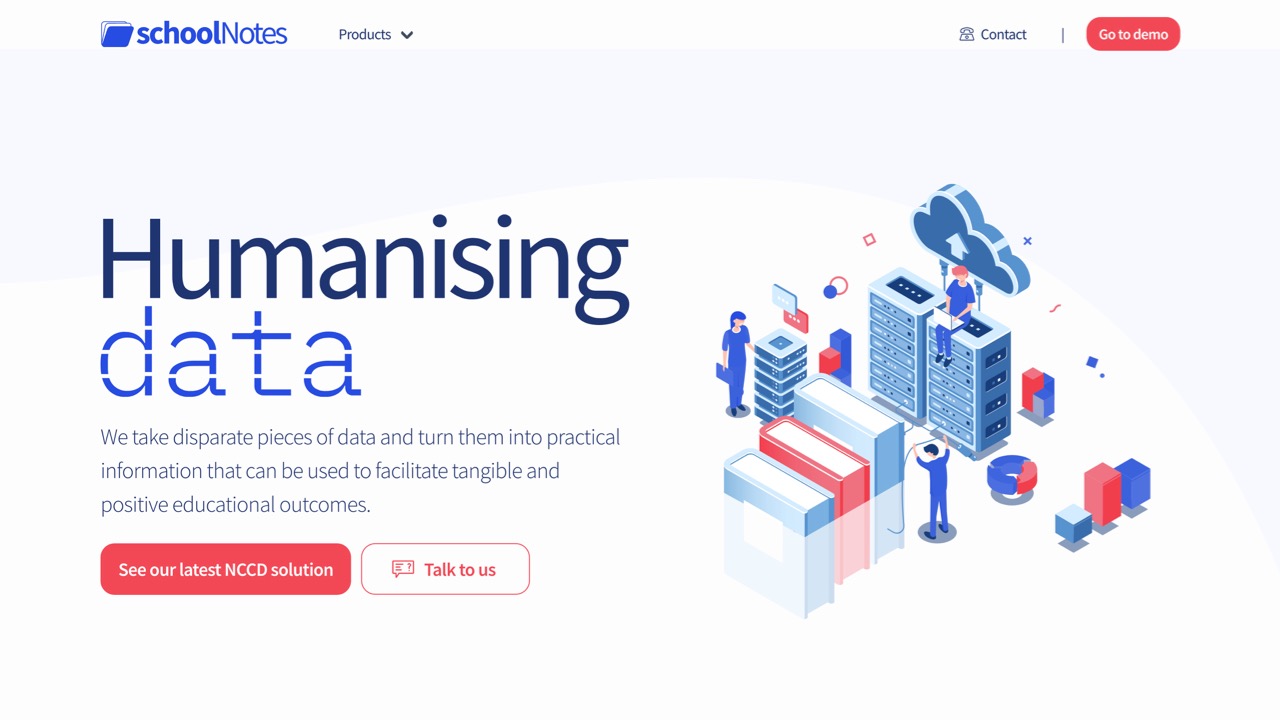 schoolNotes
Products
Contact
|
Go to demo
Humanising
data
We take disparate pieces of data and turn them into practical
information that can be used to facilitate tangible and
positive educational outcomes.
See our latest NCCD solution
Talk to us